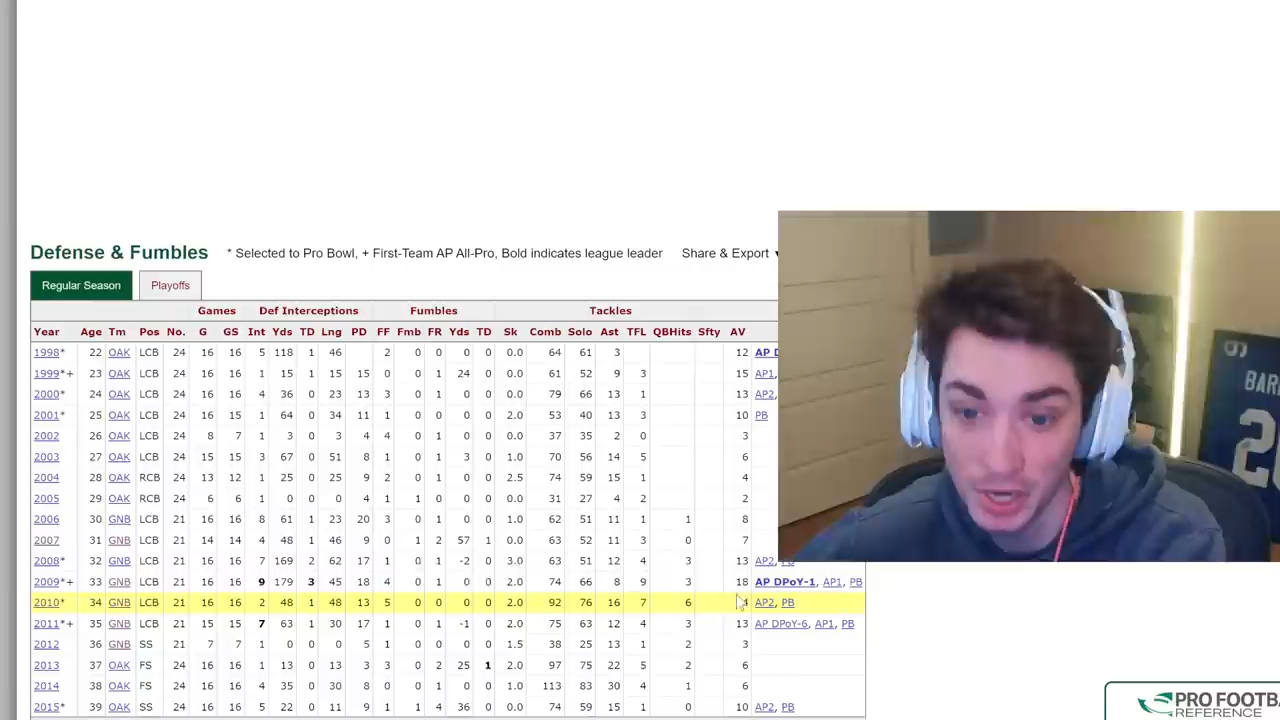 Defense & Fumbles * Selected to Pro Bowl, + First-Team AP All-Pro, Bold indicates league leader Share & Export ▼
Regular Season Playoffs
Games Def Interceptions Fumbles Tackles
Year Age Tm Pos No. G GS Int Yds TD Lng PD FF Fmb FR Yds TD Sk Comb Solo Ast TFL QBHits Sfty AV
1998* 22 OAK LCB 24 16 16 5 118 1 46 2 0 0 0 0 0.0 64 61 3 12 AP D
1999*+ 23 OAK LCB 24 16 16 1 15 1 15 15 0 0 1 24 0 0.0 61 52 9 3 15 AP1,
2000* 24 OAK LCB 24 16 16 4 36 0 23 13 3 0 1 0 0 0.0 79 66 13 1 13 AP2,
2001* 25 OAK LCB 24 16 15 1 64 0 34 11 1 0 0 0 0 2.0 53 40 13 3 10 PB
2002 26 OAK LCB 24 8 7 1 3 0 3 4 4 0 1 0 0 0.0 37 35 2 0 3
2003 27 OAK LCB 24 15 15 3 67 0 51 8 1 0 1 3 0 1.0 70 56 14 5 6
2004 28 OAK RCB 24 13 12 1 25 0 25 9 2 0 1 0 0 2.5 74 59 15 1 4
2005 29 OAK RCB 24 6 6 1 0 0 0 4 1 1 0 0 0 0.0 31 27 4 2 2
2006 30 GNB LCB 21 16 16 8 61 1 23 20 3 0 1 0 0 1.0 62 51 11 1 1 8
2007 31 GNB LCB 21 14 14 4 48 1 46 9 0 1 2 57 1 0.0 63 52 11 3 0 7
2008* 32 GNB LCB 21 16 16 7 169 2 62 17 1 0 1 -2 0 3.0 63 51 12 4 3 13 AP2, PB
2009*+ 33 GNB LCB 21 16 16 9 179 3 45 18 4 0 1 0 0 2.0 74 66 8 9 3 18 AP DPoY-1, AP1, PB
2010* 34 GNB LCB 21 16 16 2 48 1 48 13 5 0 0 0 0 2.0 92 76 16 7 6 AP2, PB
2011*+ 35 GNB LCB 21 15 15 7 63 1 30 17 1 0 1 -1 0 2.0 75 63 12 4 3 13 AP DPoY-6, AP1, PB
2012 36 GNB SS 21 7 7 1 0 0 0 5 1 0 0 0 0 1.5 38 25 13 1 2 3
2013 37 OAK FS 24 16 16 1 13 0 13 3 3 0 2 25 1 2.0 97 75 22 5 2 6
2014 38 OAK FS 24 16 16 4 35 0 30 8 0 0 1 0 0 1.0 113 83 30 4 1 6
2015* 39 OAK SS 24 16 16 5 22 0 11 9 1 1 4 38 0 0.0 74 59 15 1 0 10 AP2, PB
BAR
2
PRO FOOTBA
REFERENCE